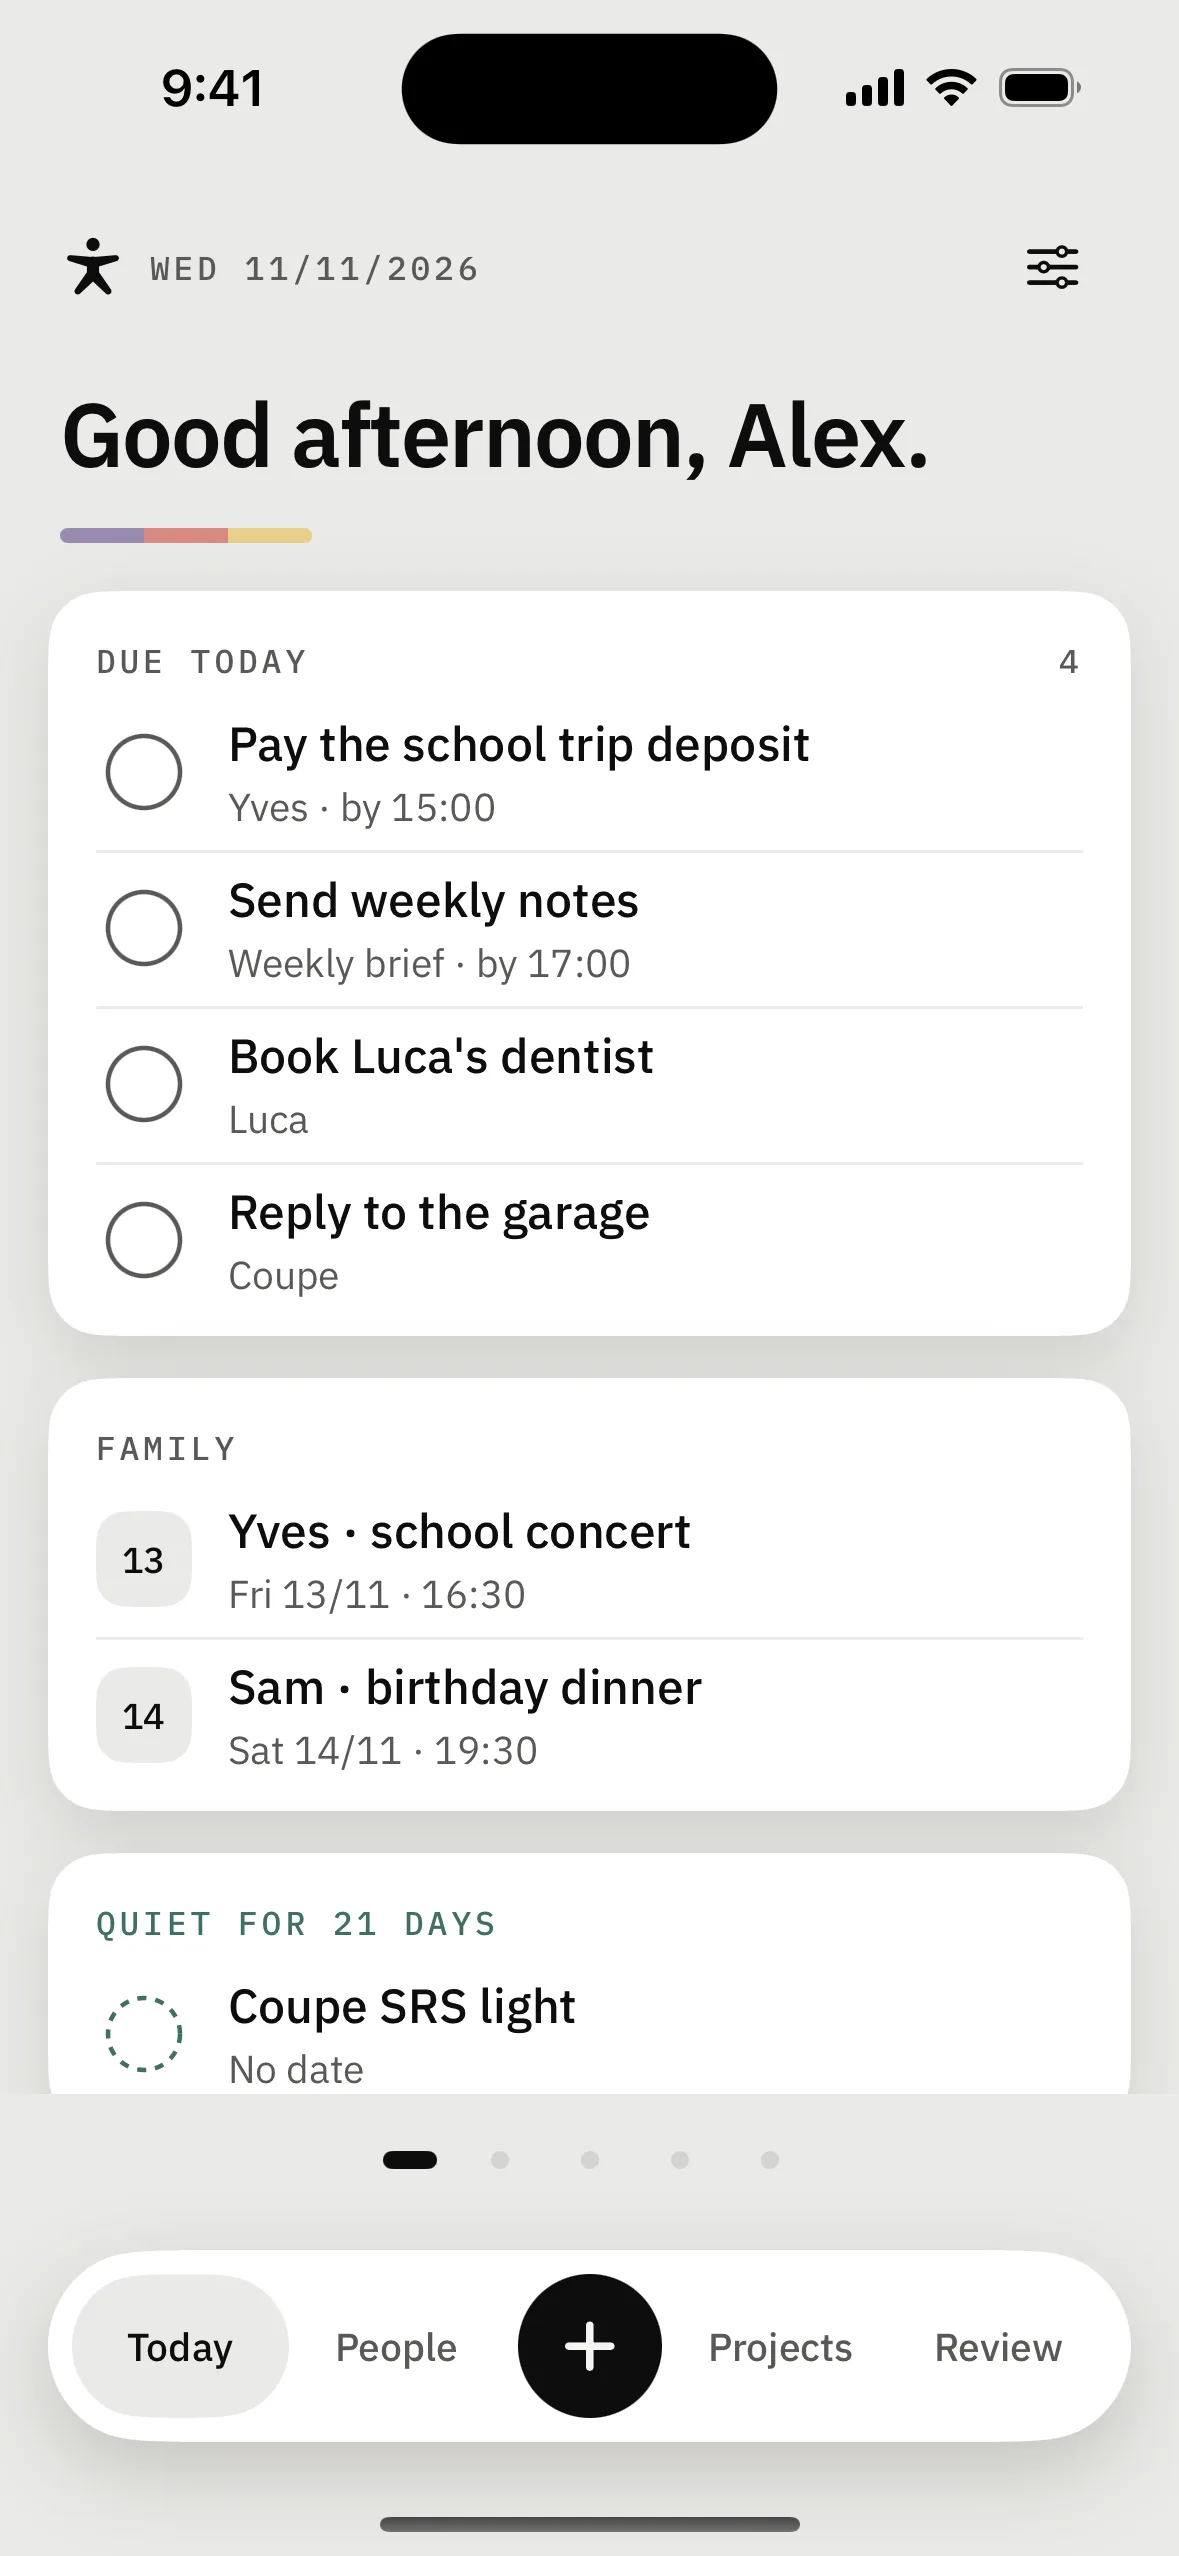 9:41
WED 11/11/2026
Good afternoon, Alex.
DUE TODAY 4
Pay the school trip deposit
Yves · by 15:00
Send weekly notes
Weekly brief · by 17:00
Book Luca's dentist
Luca
Reply to the garage
Coupe
FAMILY
13
Yves · school concert
Fri 13/11 · 16:30
14
Sam · birthday dinner
Sat 14/11 · 19:30
QUIET FOR 21 DAYS
Coupe SRS light
No date
Today People + Projects Review